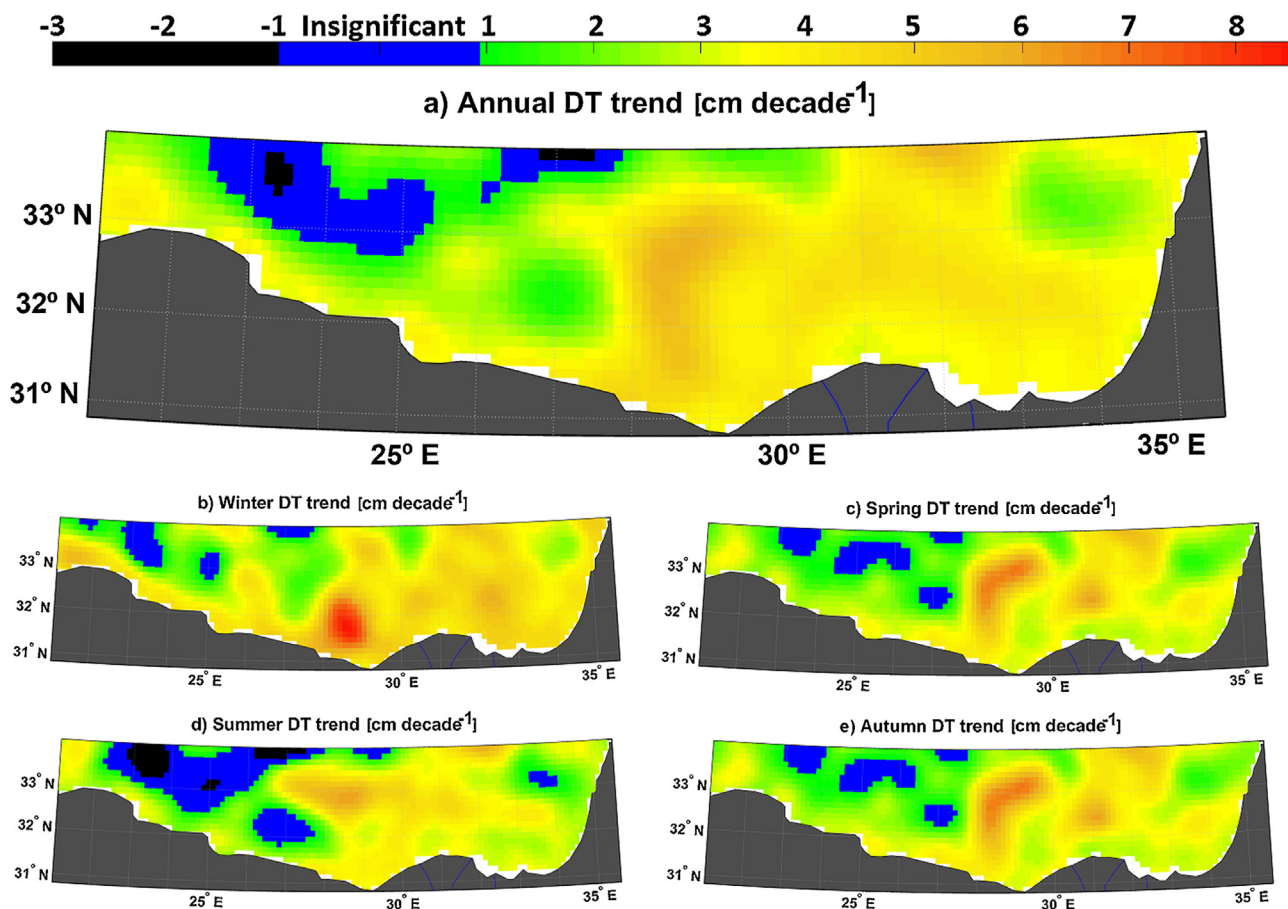 -3 -2 -1 Insignificant 1 2 3 4 5 6 7 8
a) Annual DT trend [cm decade-1]
33º N
32º N
31º N
25º E 30º E 35º E
b) Winter DT trend [cm decade-1]
33° N
32° N
31° N
25° E 30° E 35° E
c) Spring DT trend [cm decade-1]
33° N
32° N
31° N
25° E 30° E 35° E
d) Summer DT trend [cm decade-1]
33° N
32° N
31° N
25° E 30° E 35° E
e) Autumn DT trend [cm decade-1]
33° N
32° N
31° N
25° E 30° E 35° E